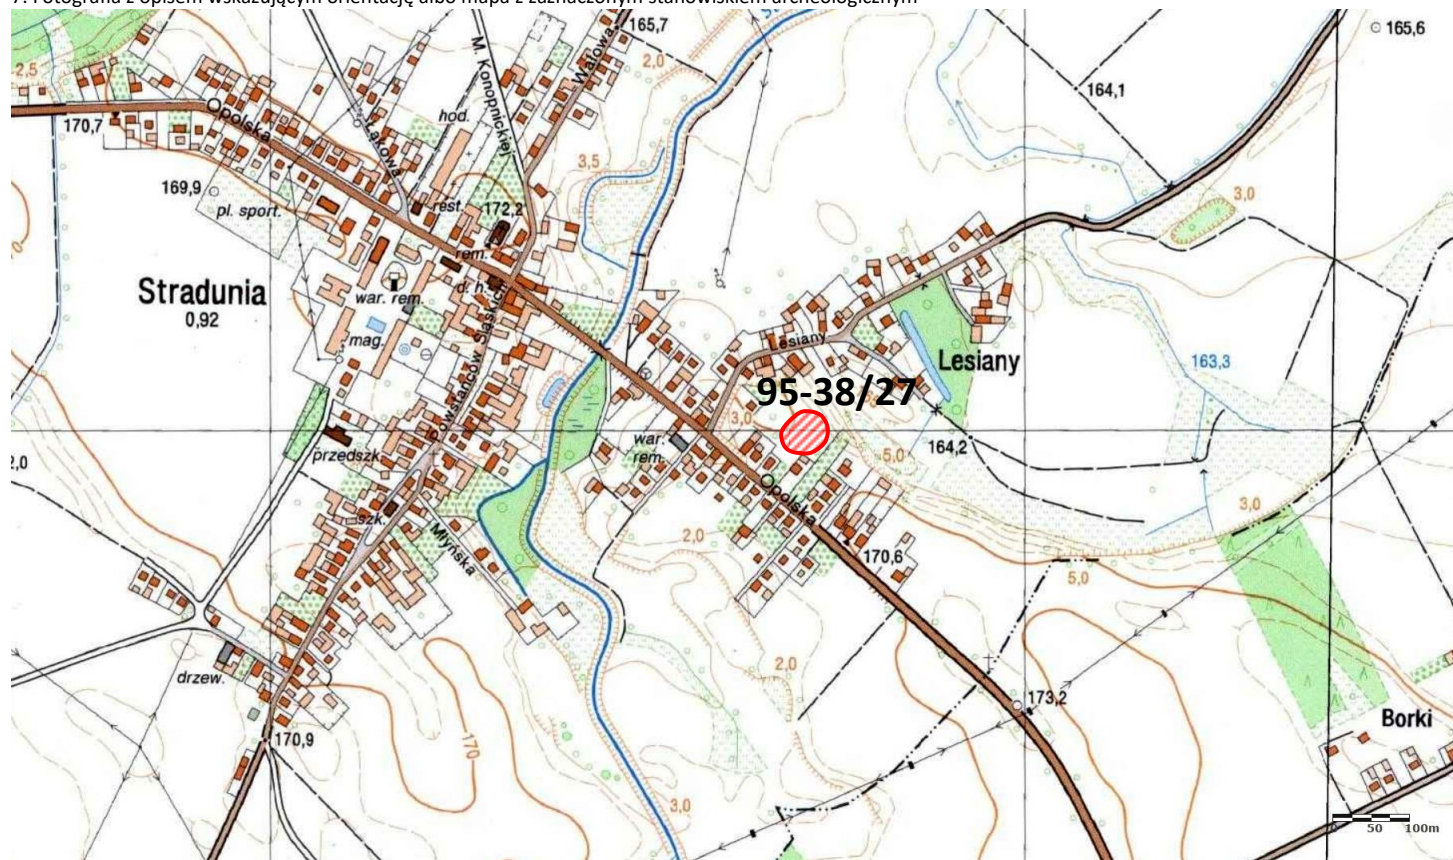 7. Fotografia z opisem wskazującym orientację albo mapa z zaznaczonym stanowiskiem archeologicznym
165,7
165,6
2,0
2,5
M. Konopnickiej
Wałowa
164,1
170,7
Opolska
Łąkowa
hod.
3,5
169,9
pl. sport.
rest.
172,2
3,0
rem.
d. h.
Stradunia
0,92
war. rem.
mag.
Powstańców Śląskich
Lesiany
Lesiany
163,3
95-38/27
3,0
war.
rem.
164,2
5,0
2,0
przedszk.
Opolska
3,0
szk.
Młyńska
2,0
170,6
5,0
2,0
drzew.
173,2
Borki
170,9
170
3,0
50
100m